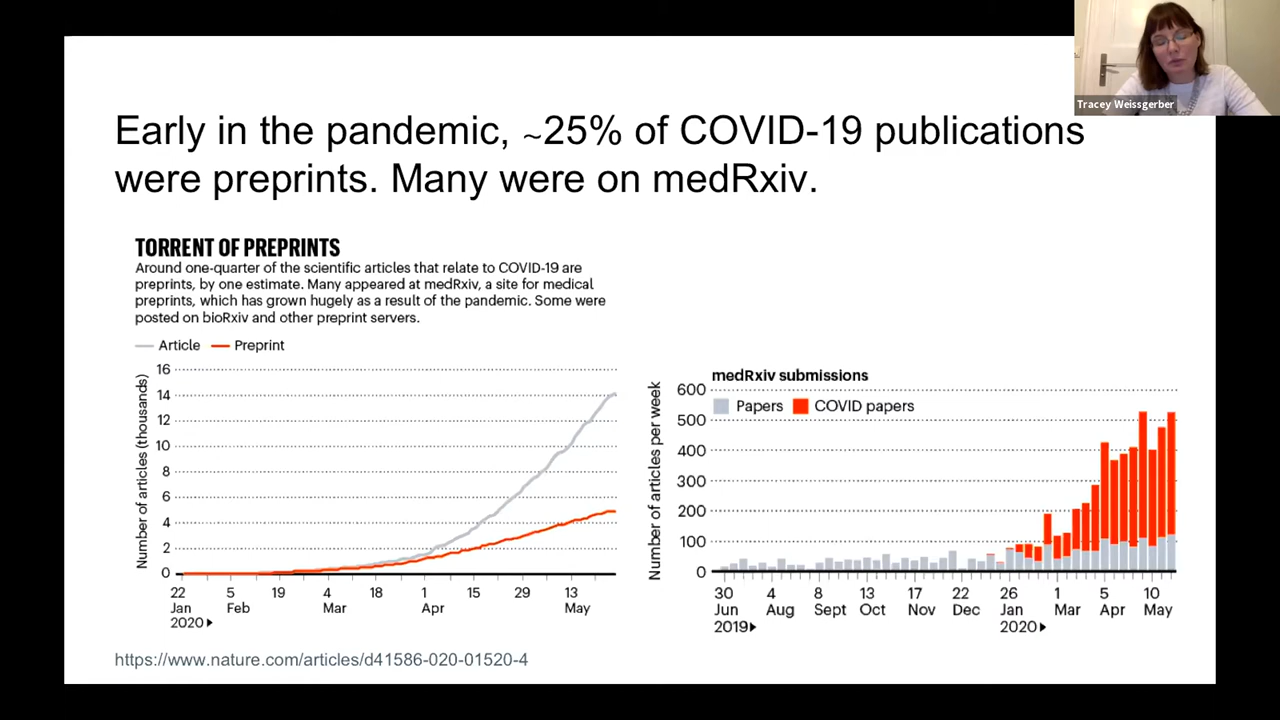 Tracey Weissgerber
Early in the pandemic, ~25% of COVID-19 publications
were preprints. Many were on medRxiv.
TORRENT OF PREPRINTS
Around one-quarter of the scientific articles that relate to COVID-19 are
preprints, by one estimate. Many appeared at medRxiv, a site for medical
preprints, which has grown hugely as a result of the pandemic. Some were
posted on bioRxiv and other preprint servers.
Article Preprint
Number of articles (thousands)
16
14
12
10
8
6
4
2
0
22 5 19 4 18 1 15 29 13
Jan Feb Mar Apr May
2020
medRxiv submissions
Papers COVID papers
Number of articles per week
600
500
400
300
200
100
0
30 4 8 13 17 22 26 1 5 10
Jun Aug Sept Oct Nov Dec Jan Mar Apr May
2019 2020
https://www.nature.com/articles/d41586-020-01520-4